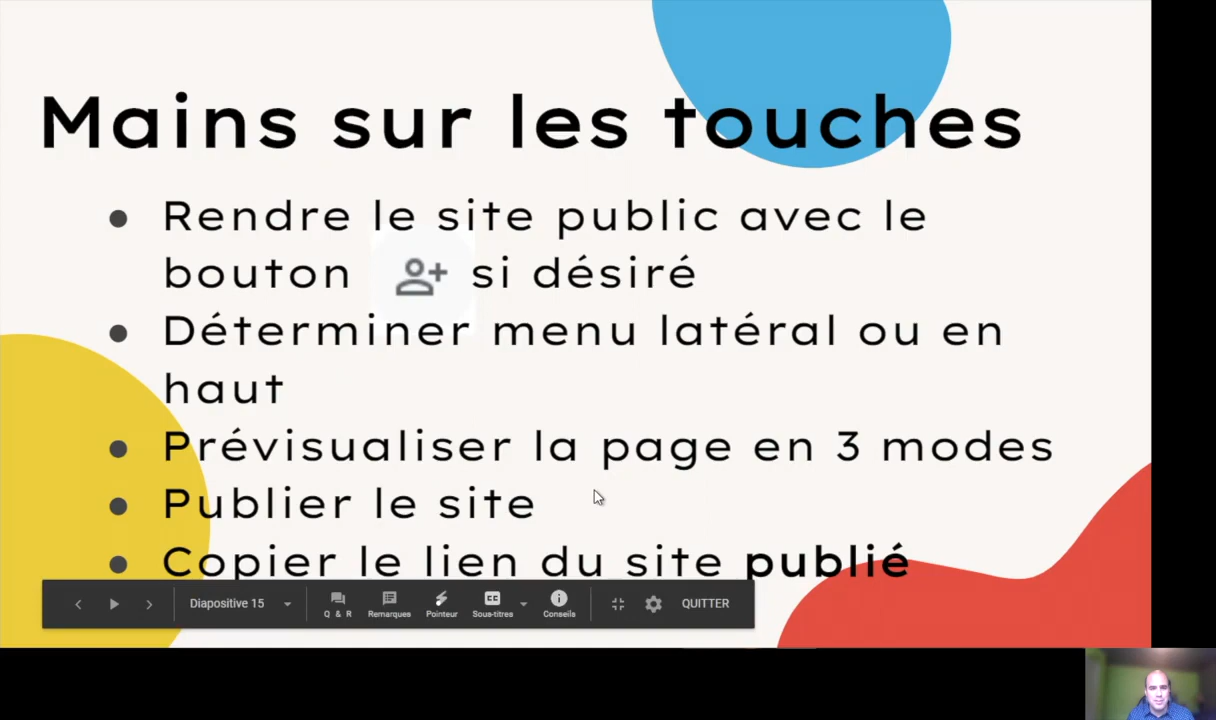 Mains sur les touches
● Rendre le site public avec le
bouton si désiré
● Déterminer menu latéral ou en
haut
● Prévisualiser la page en 3 modes
● Publier le site
● Copier le lien du site publié
Diapositive 15
Q & R
Remarques
Pointeur
Sous-titres
Conseils
QUITTER